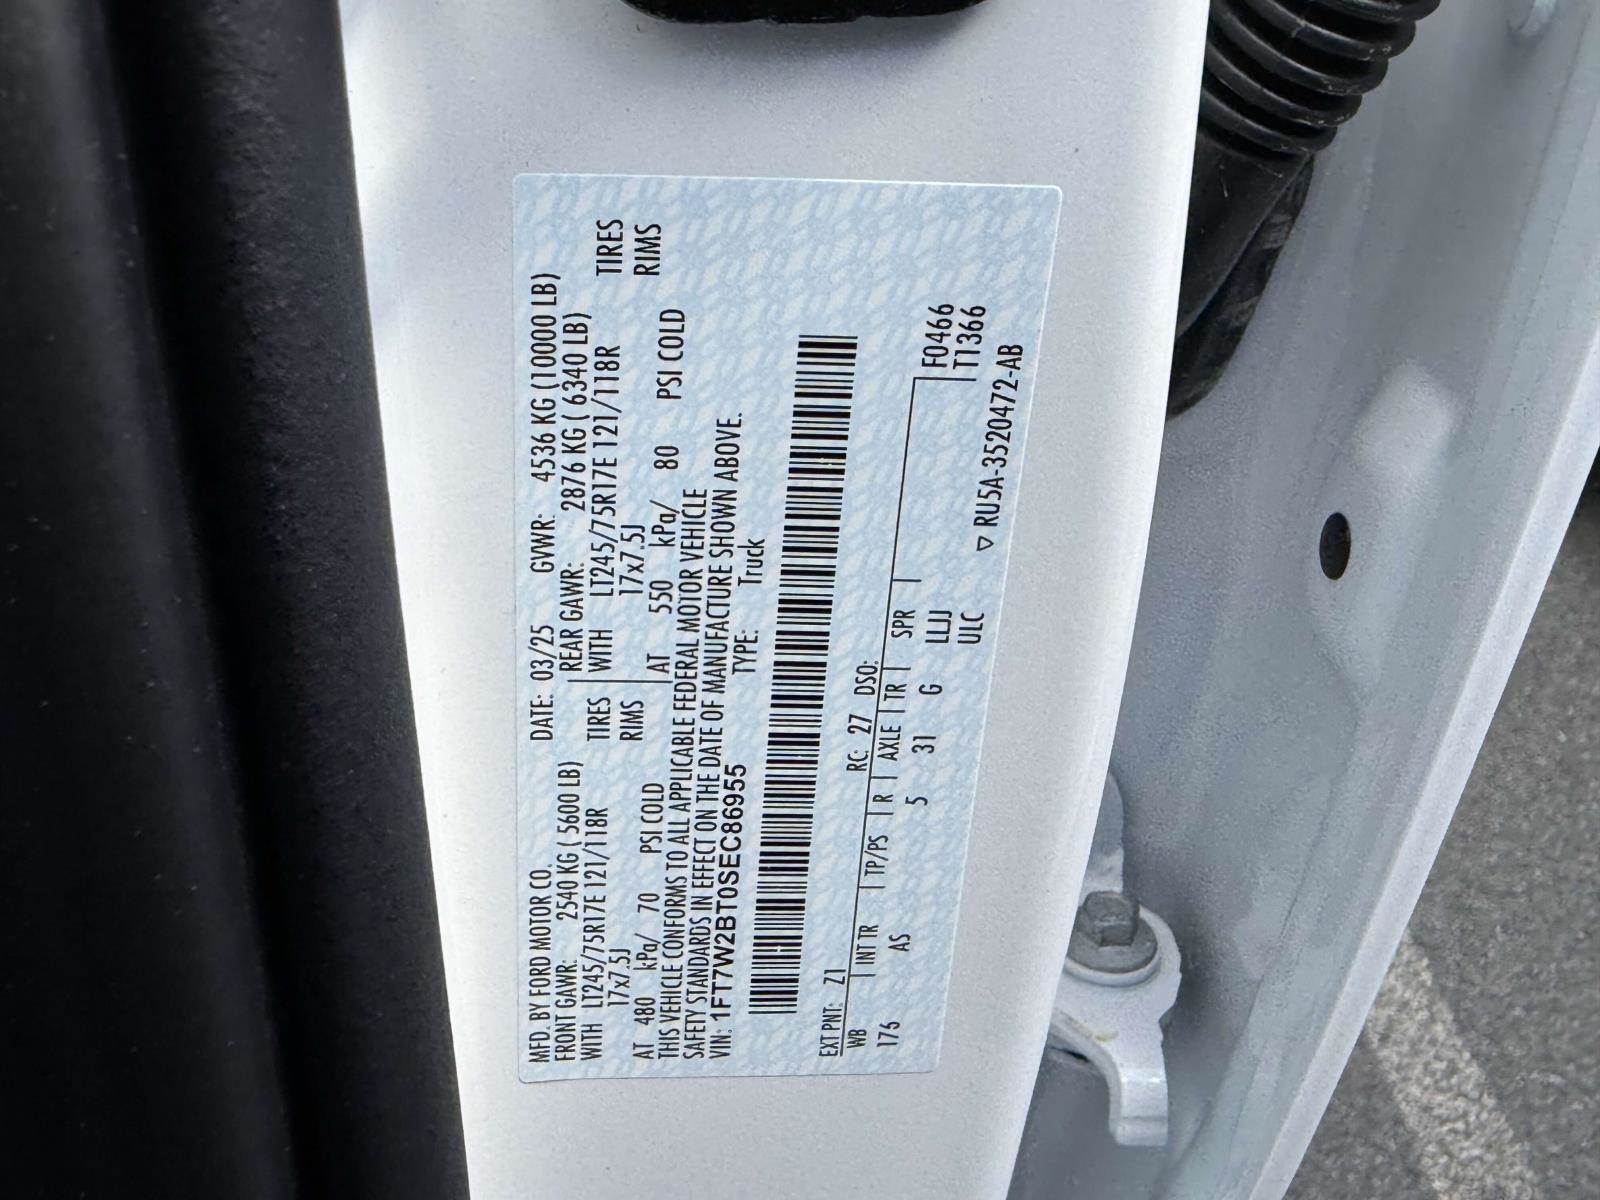 MFD. BY FORD MOTOR CO. DATE: 03/25 GVWR: 4536 KG (10000 LB)
FRONT GAWR: 2540 KG ( 5600 LB) REAR GAWR: 2876 KG ( 6340 LB)
WITH LT245/75R17E 121/118R TIRES WITH LT245/75R17E 121/118R TIRES
17x7.5J RIMS 17x7.5J RIMS
AT 480 kPa/ 70 PSI COLD AT 550 kPa/ 80 PSI COLD
THIS VEHICLE CONFORMS TO ALL APPLICABLE FEDERAL MOTOR VEHICLE
SAFETY STANDARDS IN EFFECT ON THE DATE OF MANUFACTURE SHOWN ABOVE.
VIN: 1FT7W2BT0SEC86955 TYPE: Truck
EXT PNT: Z1 RC: 27 DSO:
WB INT TR TP/PS R AXLE TR SPR F0466
176 AS 5 31 G LLJJ T1366
ULC
▽ RU5A-3520472-AB